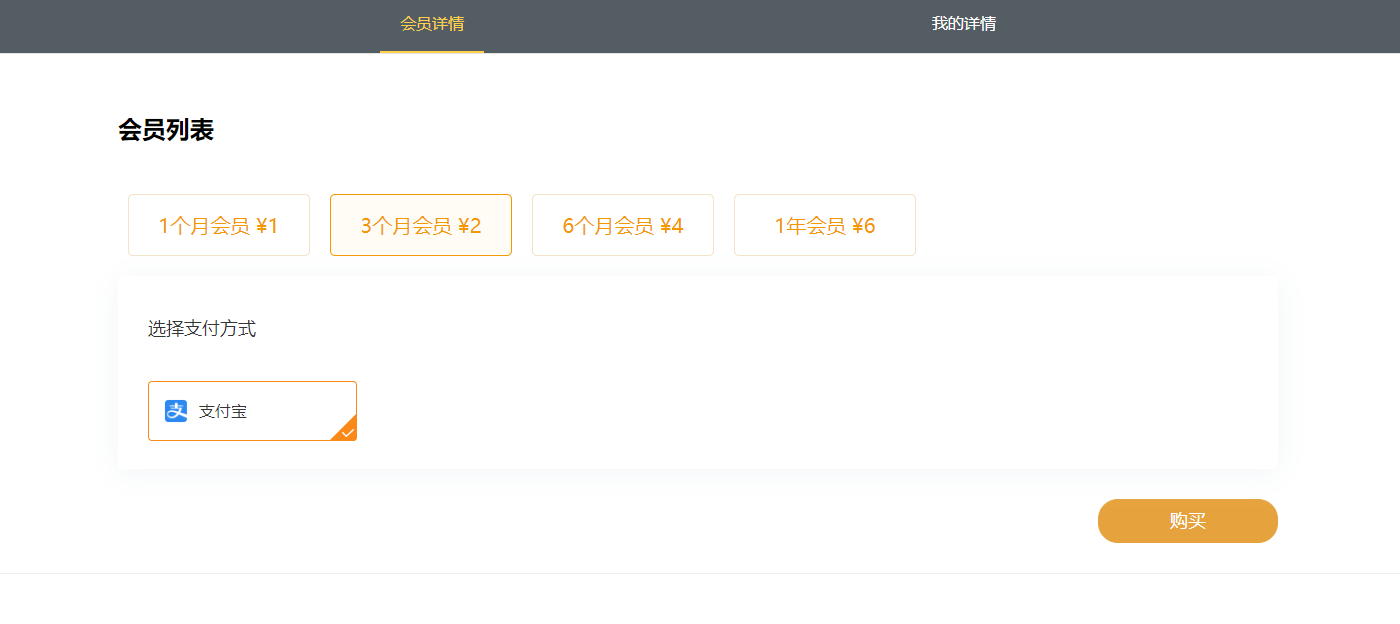 会员详情 我的详情
会员列表
1个月会员 ¥1 3个月会员 ¥2 6个月会员 ¥4 1年会员 ¥6
选择支付方式
支付宝
购买